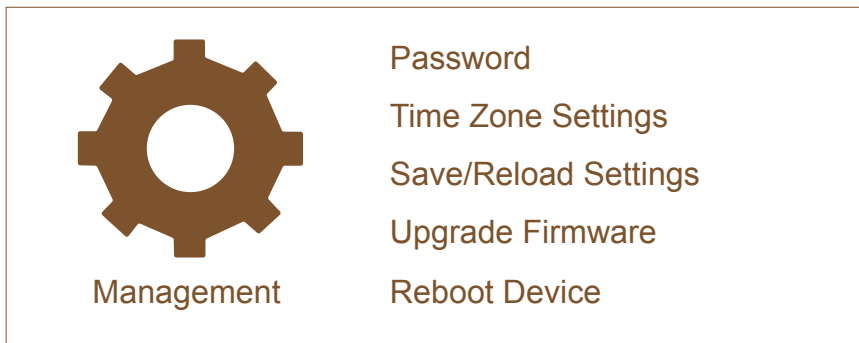 Password
Time Zone Settings
Save/Reload Settings
Upgrade Firmware
Management
Reboot Device